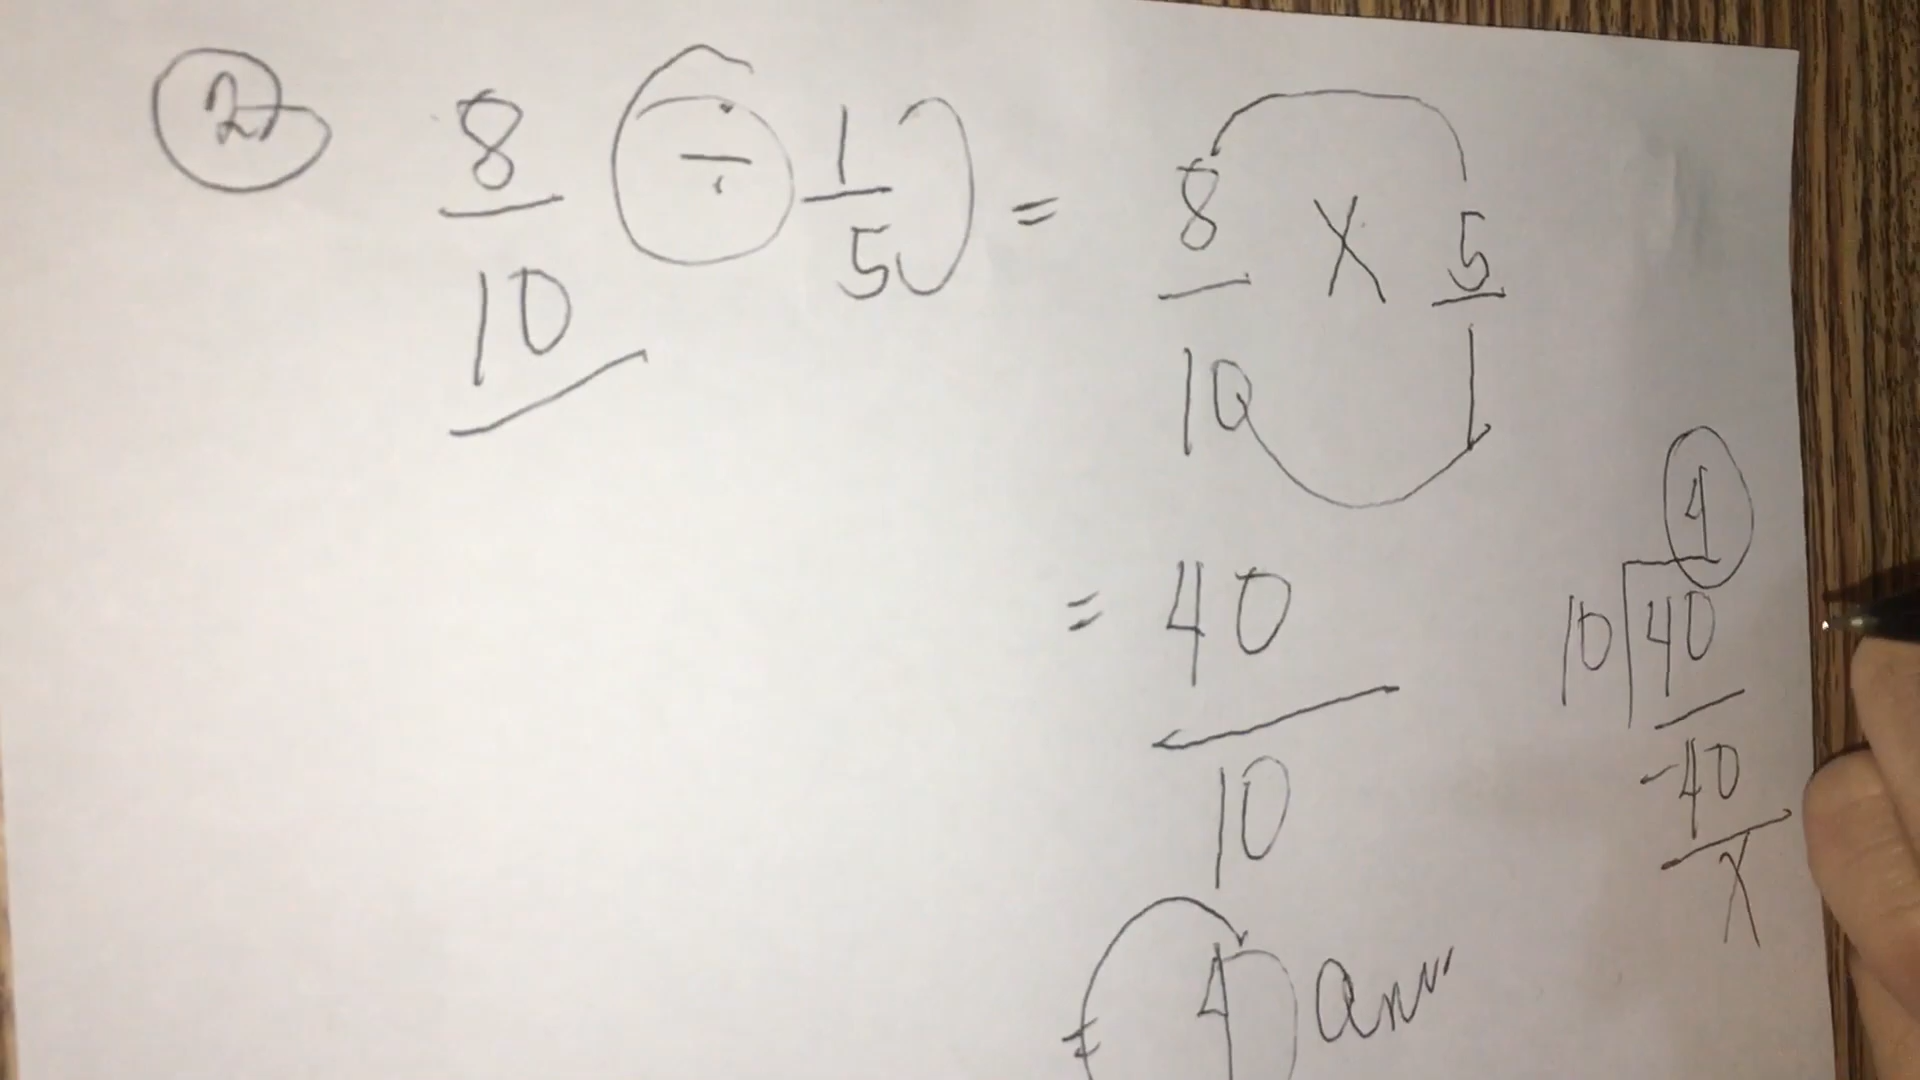 2 8/10 ÷ 1/5 = 8/10 X 5/1
= 40/10
= 4 Ans
4
10 40
-40
X